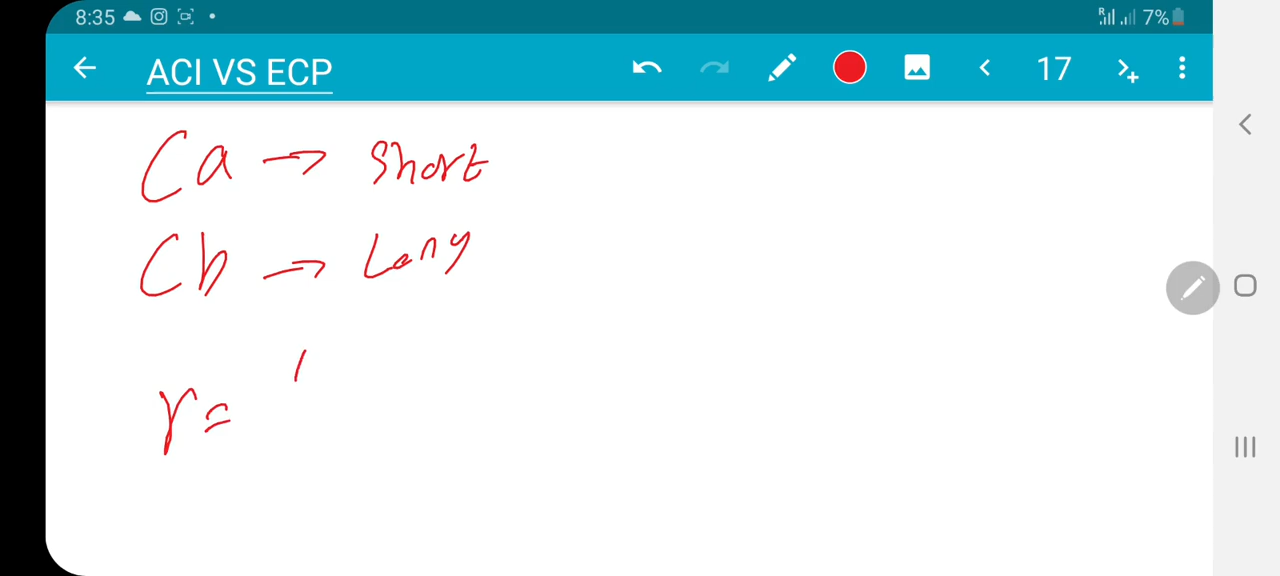 8:35 7%
ACI VS ECP 17
Ca → short
Cb → Long
γ =